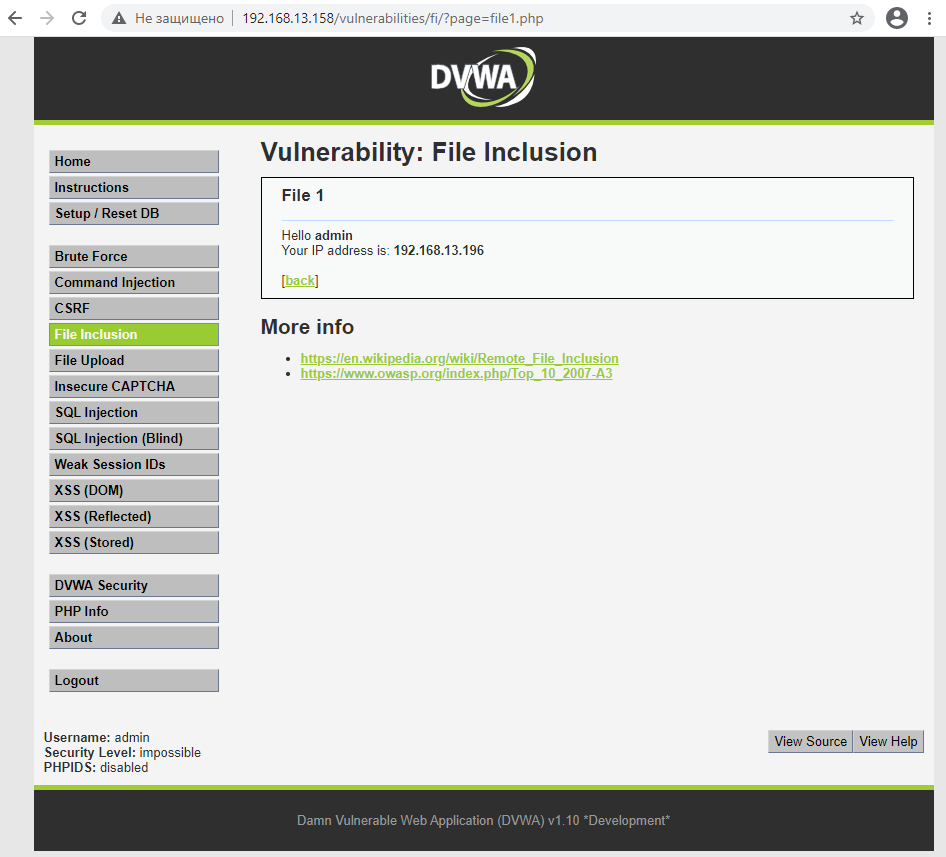 Не защищено 192.168.13.158/vulnerabilities/fi/?page=file1.php
DVWA
Home
Instructions
Setup / Reset DB
Brute Force
Command Injection
CSRF
File Inclusion
File Upload
Insecure CAPTCHA
SQL Injection
SQL Injection (Blind)
Weak Session IDs
XSS (DOM)
XSS (Reflected)
XSS (Stored)
DVWA Security
PHP Info
About
Logout
Vulnerability: File Inclusion
File 1
Hello admin
Your IP address is: 192.168.13.196
[back]
More info
https://en.wikipedia.org/wiki/Remote_File_Inclusion
https://www.owasp.org/index.php/Top_10_2007-A3
Username: admin
Security Level: impossible
PHPIDS: disabled
View Source View Help
Damn Vulnerable Web Application (DVWA) v1.10 *Development*